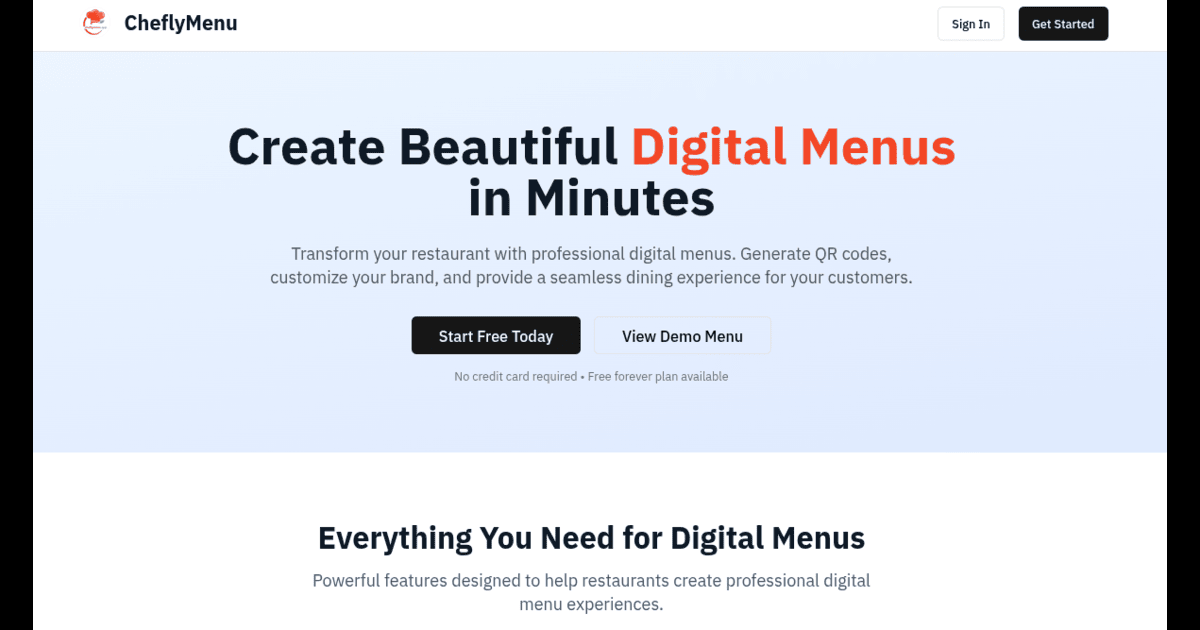 CheflyMenu
Sign In
Get Started
Create Beautiful Digital Menus
in Minutes
Transform your restaurant with professional digital menus. Generate QR codes,
customize your brand, and provide a seamless dining experience for your customers.
Start Free Today
View Demo Menu
No credit card required • Free forever plan available
Everything You Need for Digital Menus
Powerful features designed to help restaurants create professional digital
menu experiences.